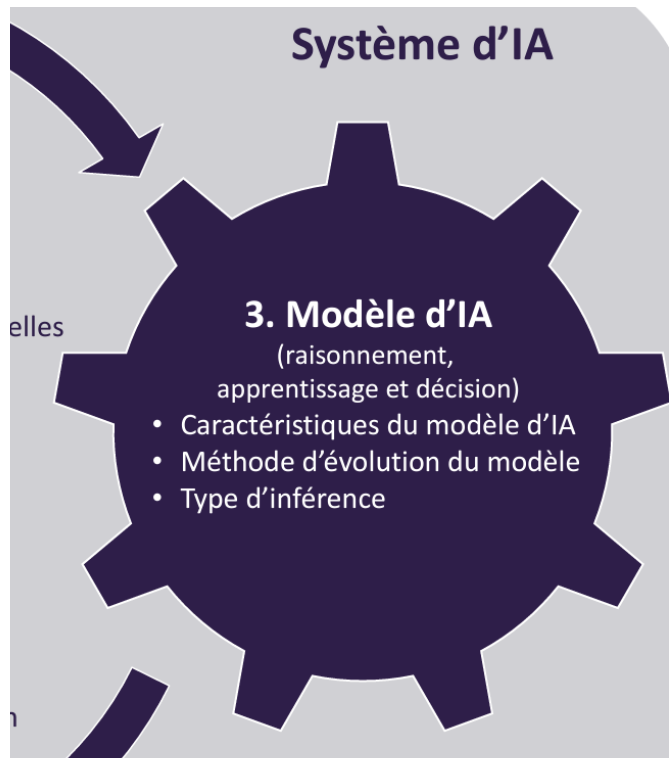 Système d'IA
elles
3. Modèle d'IA
(raisonnement,
apprentissage et décision)
• Caractéristiques du modèle d'IA
• Méthode d'évolution du modèle
• Type d'inférence
n